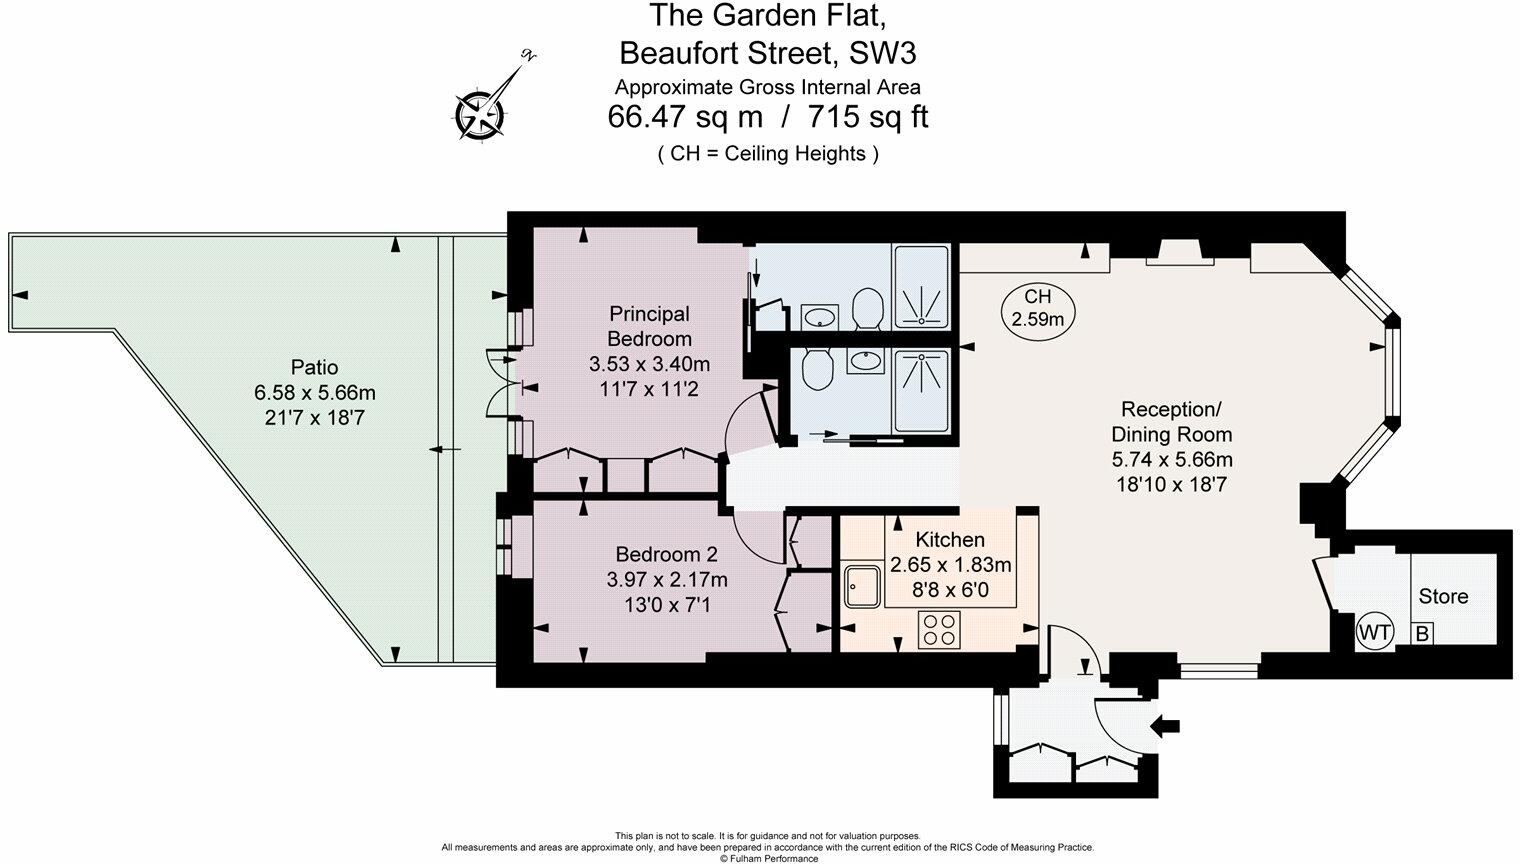 The Garden Flat,
Beaufort Street, SW3
Approximate Gross Internal Area
66.47 sq m / 715 sq ft
( CH = Ceiling Heights )
N
Principal
Bedroom
3.53 x 3.40m
11'7 x 11'2
CH
2.59m
Patio
6.58 x 5.66m
21'7 x 18'7
Reception/
Dining Room
5.74 x 5.66m
18'10 x 18'7
Bedroom 2
3.97 x 2.17m
13'0 x 7'1
Kitchen
2.65 x 1.83m
8'8 x 6'0
Store
WT
B
This plan is not to scale. It is for guidance and not for valuation purposes.
All measurements and areas are approximate only, and have been prepared in accordance with the current edition of the RICS Code of Measuring Practice.
© Fulham Performance